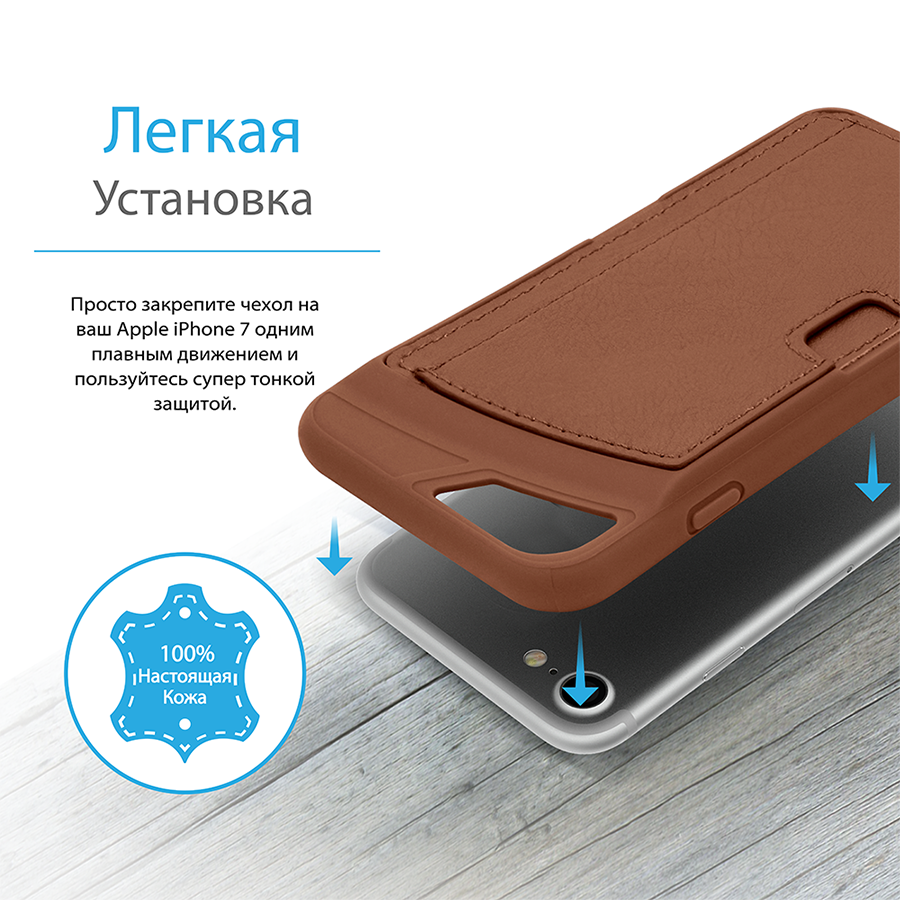 Легкая
Установка
Просто закрепите чехол на
ваш Apple iPhone 7 одним
плавным движением и
пользуйтесь супер тонкой
защитой.
100%
Настоящая
Кожа